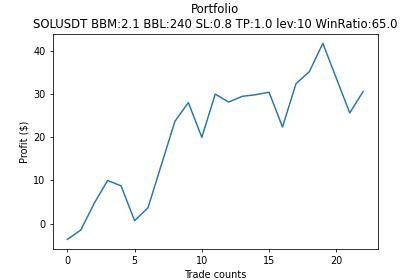 Portfolio
SOLUSDT BBM:2.1 BBL:240 SL:0.8 TP:1.0 lev:10 WinRatio:65.0
40
30
20
10
0
Profit ($)
0 5 10 15 20
Trade counts